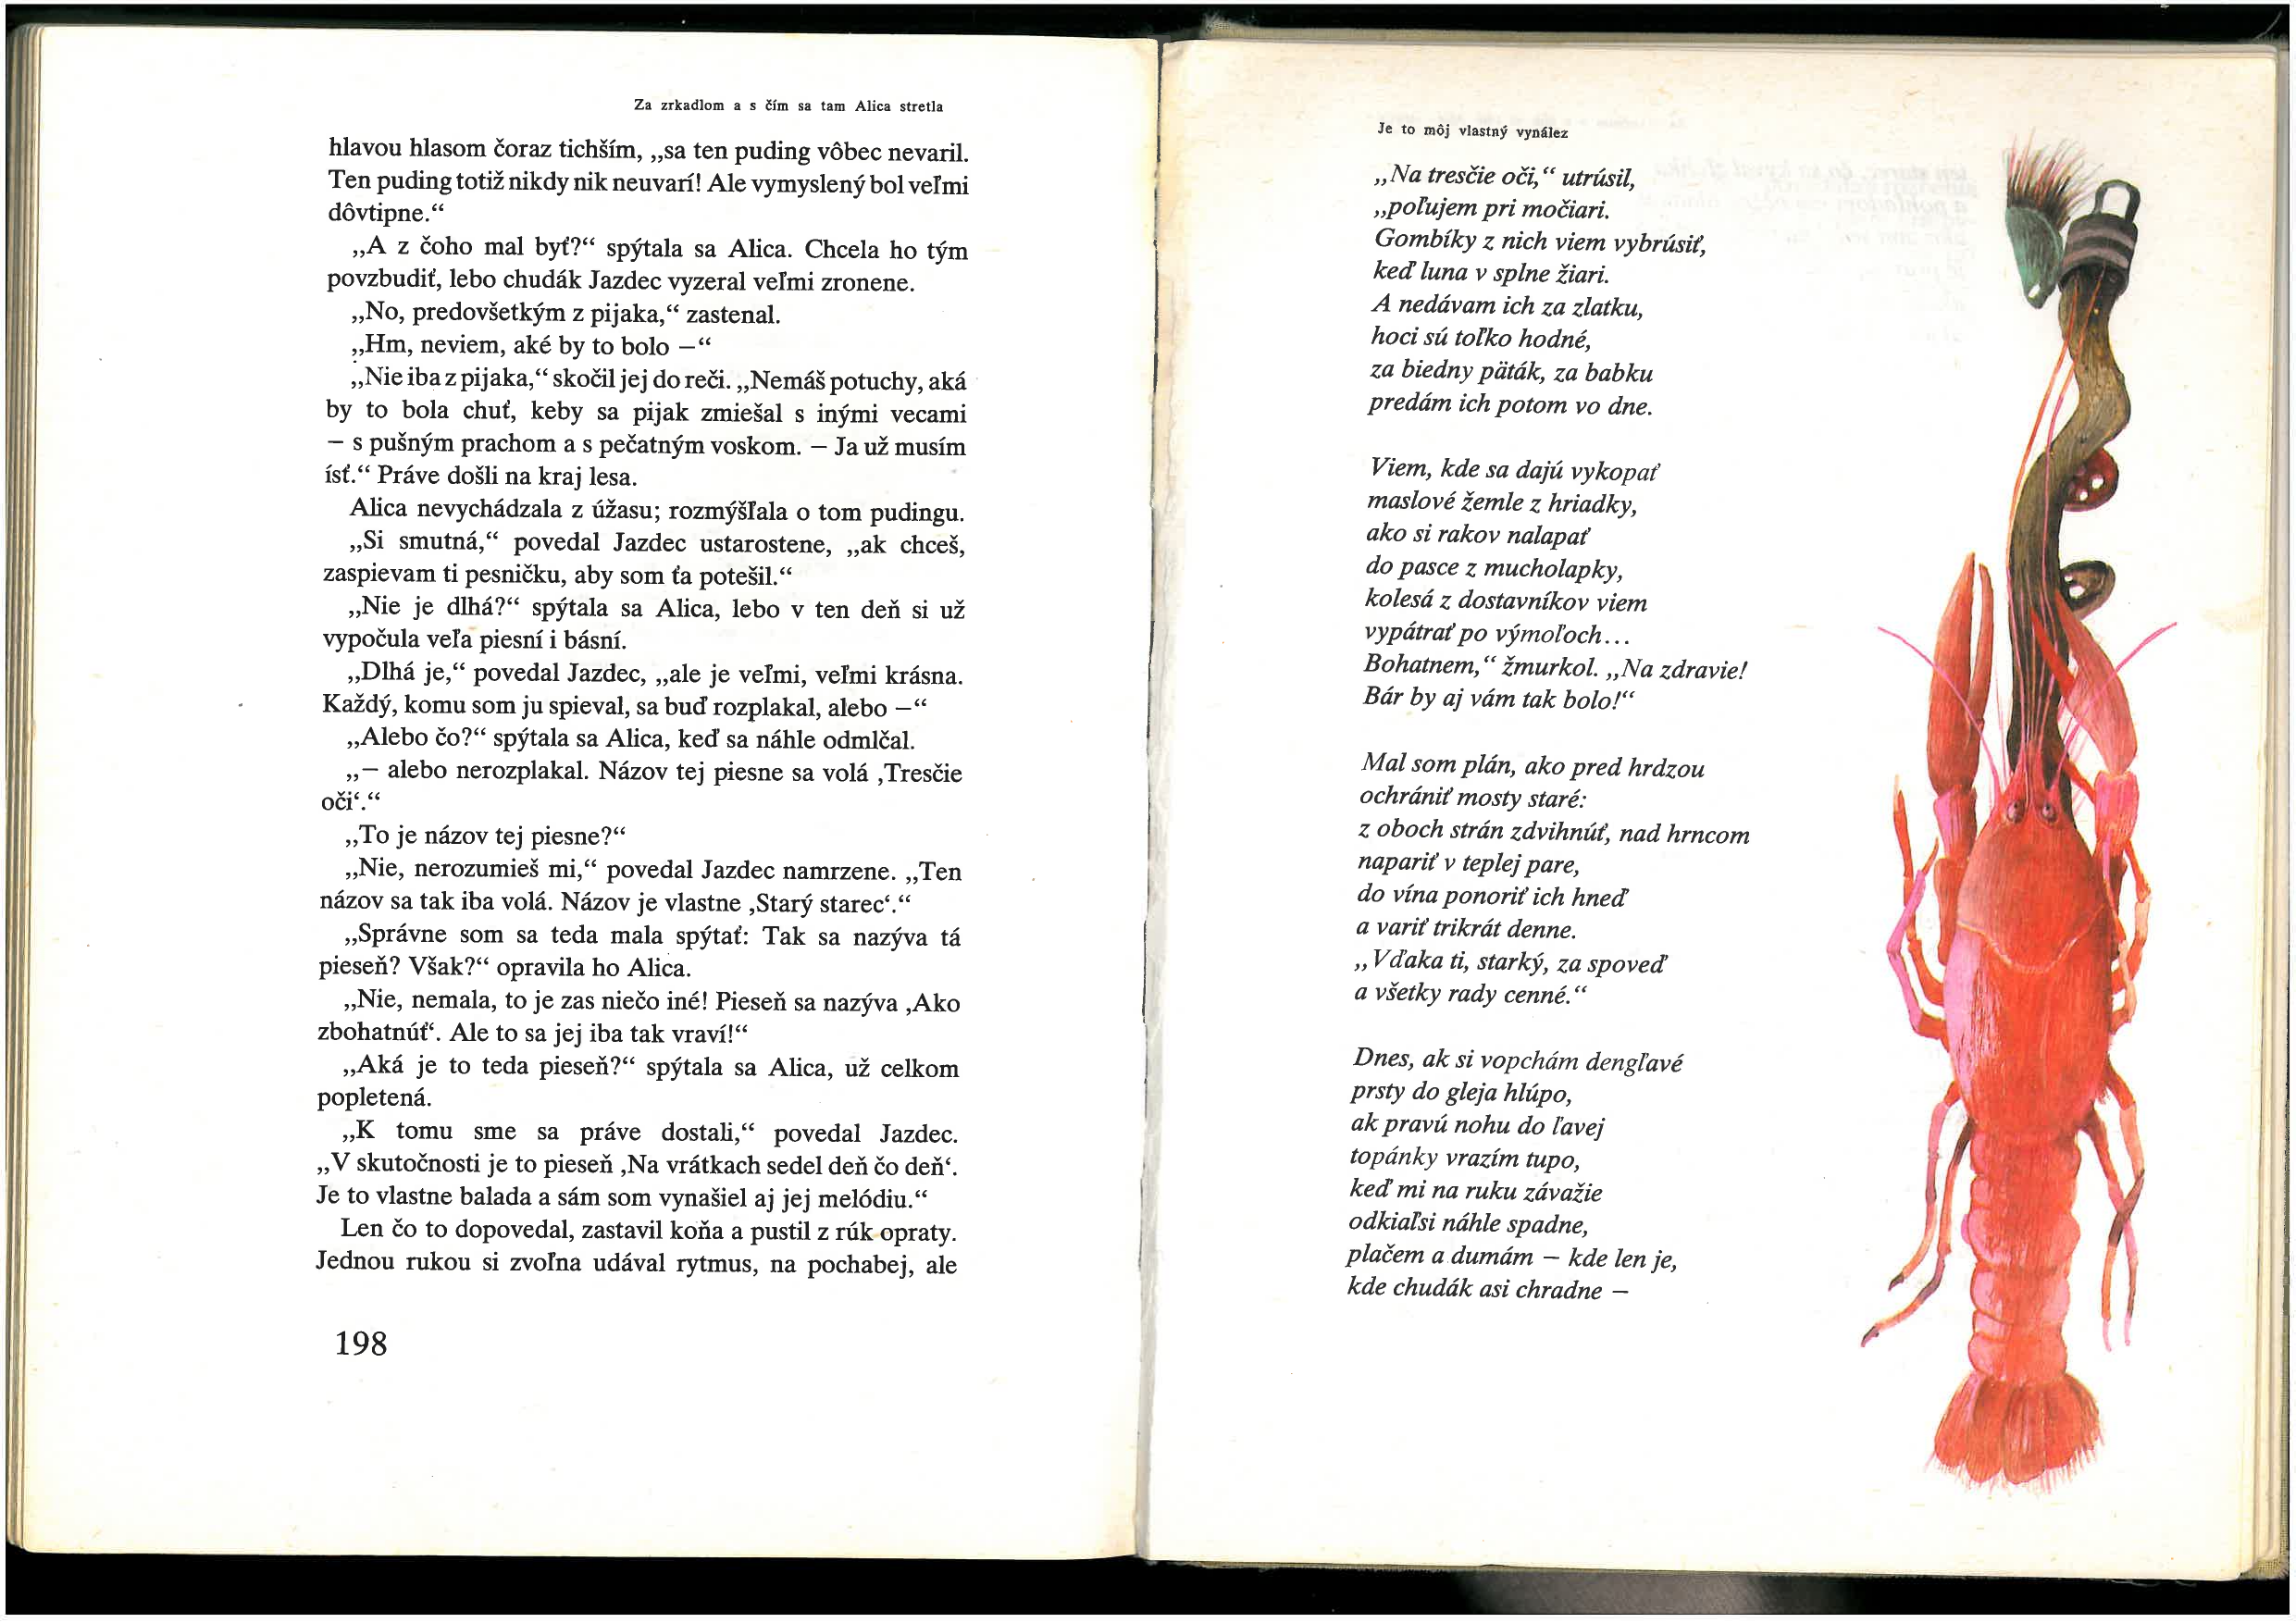 Za zrkadlom a s čím sa tam Alica stretla
hlavou hlasom čoraz tichším, „sa ten puding vôbec nevaril.
Ten puding totiž nikdy nik neuvarí! Ale vymyslený bol veľmi
dôvtipne.“
„A z čoho mal byť?“ spýtala sa Alica. Chcela ho tým
povzbudiť, lebo chudák Jazdec vyzeral veľmi zronene.
„No, predovšetkým z pijaka,“ zastenal.
„Hm, neviem, aké by to bolo —“
„Nie iba z pijaka,“ skočil jej do reči. „Nemáš potuchy, aká
by to bola chuť, keby sa pijak zmiešal s inými vecami
— s pušným prachom a s pečatným voskom. — Ja už musím
ísť.“ Práve došli na kraj lesa.
Alica nevychádzala z úžasu; rozmýšľala o tom pudingu.
„Si smutná,“ povedal Jazdec ustarostene, „ak chceš,
zaspievam ti pesničku, aby som ťa potešil.“
„Nie je dlhá?“ spýtala sa Alica, lebo v ten deň si už
vypočula veľa piesní i básní.
„Dlhá je,“ povedal Jazdec, „ale je veľmi, veľmi krásna.
Každý, komu som ju spieval, sa buď rozplakal, alebo —“
„Alebo čo?“ spýtala sa Alica, keď sa náhle odmlčal.
„— alebo nerozplakal. Názov tej piesne sa volá ‚Tresčie
oči‘.“
„To je názov tej piesne?“
„Nie, nerozumieš mi,“ povedal Jazdec namrzene. „Ten
názov sa tak iba volá. Názov je vlastne ‚Starý starec‘.“
„Správne som sa teda mala spýtať: Tak sa nazýva tá
pieseň? Však?“ opravila ho Alica.
„Nie, nemala, to je zas niečo iné! Pieseň sa nazýva ‚Ako
zbohatnúť‘. Ale to sa jej iba tak vraví!“
„Aká je to teda pieseň?“ spýtala sa Alica, už celkom
popletená.
„K tomu sme sa práve dostali,“ povedal Jazdec.
„V skutočnosti je to pieseň ‚Na vrátkach sedel deň čo deň‘.
Je to vlastne balada a sám som vynašiel aj jej melódiu.“
Len čo to dopovedal, zastavil koňa a pustil z rúk opraty.
Jednou rukou si zvoľna udával rytmus, na pochabej, ale
198
Je to môj vlastný vynález
„Na tresčie oči,“ utrúsil,
„poľujem pri močiari.
Gombíky z nich viem vybrúsiť,
keď luna v splne žiari.
A nedávam ich za zlatku,
hoci sú toľko hodné,
za biedny päták, za babku
predám ich potom vo dne.
Viem, kde sa dajú vykopať
maslové žemle z hriadky,
ako si rakov nalapať
do pasce z mucholapky,
kolesá z dostavníkov viem
vypátrať po výmoľoch...
Bohatnem,“ žmurkol. „Na zdravie!
Bár by aj vám tak bolo!“
Mal som plán, ako pred hrdzou
ochrániť mosty staré:
z oboch strán zdvihnúť, nad hrncom
napariť v teplej pare,
do vína ponoriť ich hneď
a variť trikrát denne.
„Vďaka ti, starký, za spoveď
a všetky rady cenné.“
Dnes, ak si vopchám dengľavé
prsty do gleja hlúpo,
ak pravú nohu do ľavej
topánky vrazím tupo,
keď mi na ruku závažie
odkiaľsi náhle spadne,
plačem a dumám — kde len je,
kde chudák asi chradne —